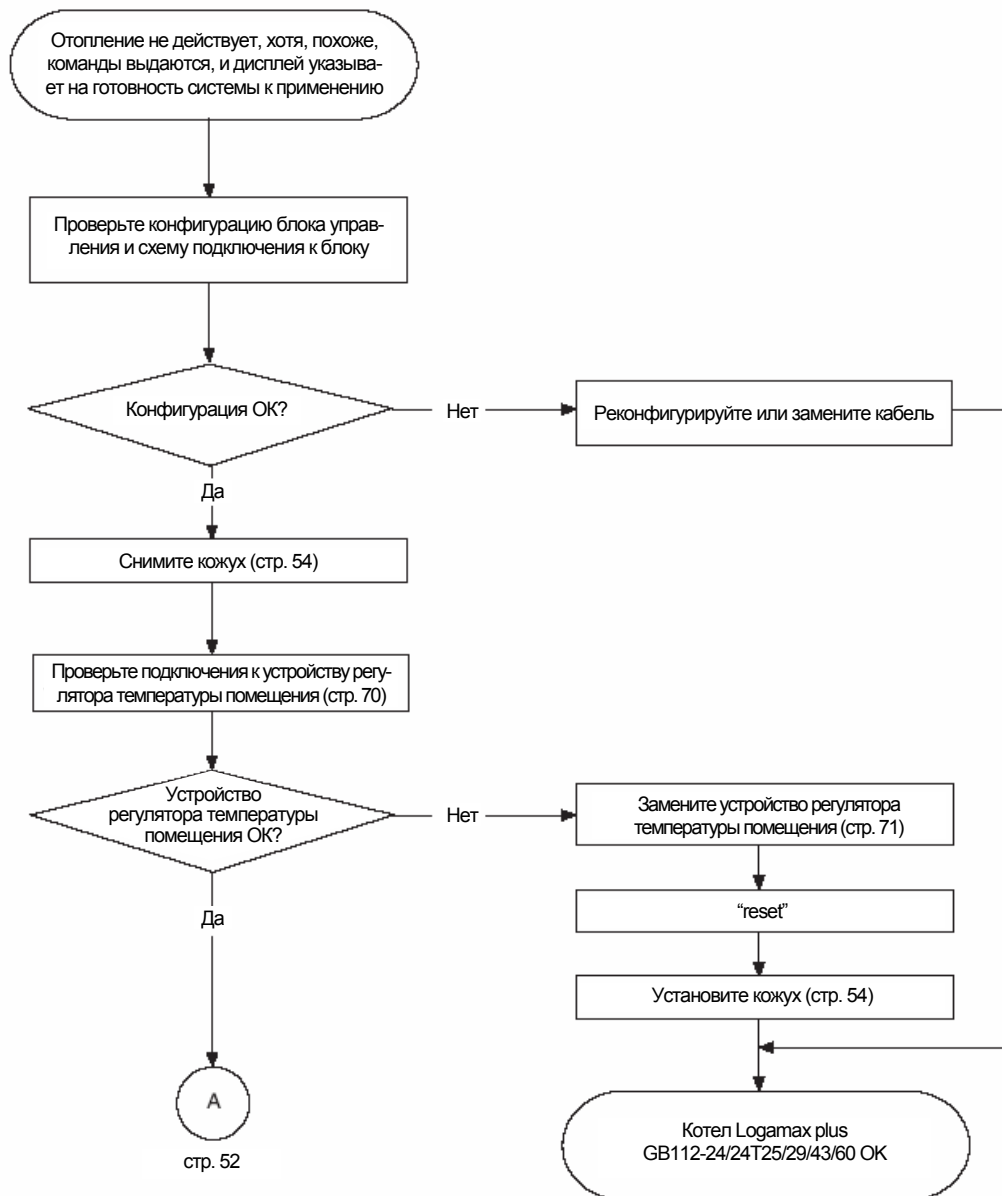 Отопление не действует, хотя, похоже,
команды выдаются, и дисплей указыва-
ет на готовность системы к применению
Проверьте конфигурацию блока управ-
ления и схему подключения к блоку
Конфигурация ОК?
Нет
Реконфигурируйте или замените кабель
Да
Снимите кожух (стр. 54)
Проверьте подключения к устройству регу-
лятора температуры помещения (стр. 70)
Устройство
регулятора температуры
помещения ОК?
Нет
Замените устройство регулятора
температуры помещения (стр. 71)
Да
“reset”
Установите кожух (стр. 54)
A
стр. 52
Котел Logamax plus
GB112-24/24T25/29/43/60 OK